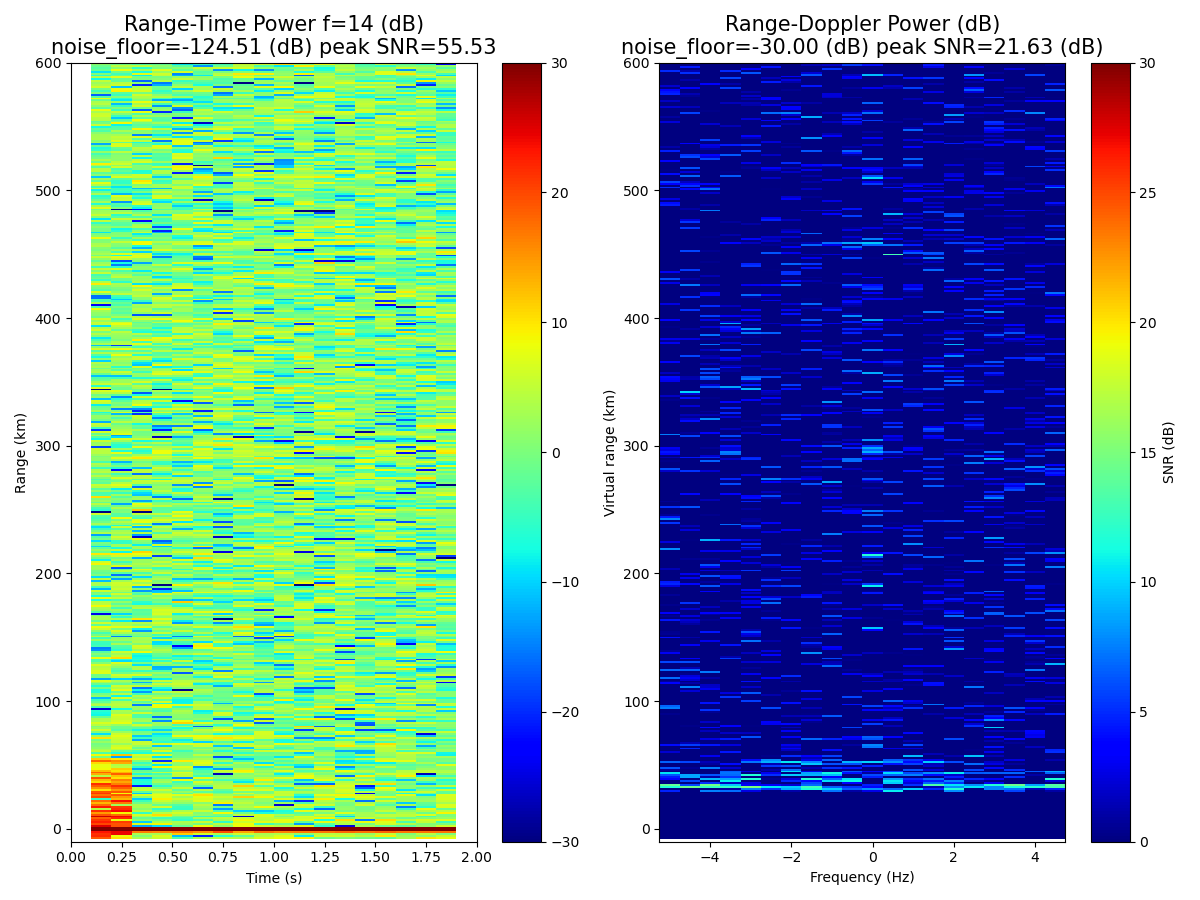 Range-Time Power f=14 (dB)
noise_floor=-124.51 (dB) peak SNR=55.53
Range-Doppler Power (dB)
noise_floor=-30.00 (dB) peak SNR=21.63 (dB)
Range (km)
600
500
400
300
200
100
0
0.00 0.25 0.50 0.75 1.00 1.25 1.50 1.75 2.00
Time (s)
30
20
10
0
−10
−20
−30
Virtual range (km)
600
500
400
300
200
100
0
−4 −2 0 2 4
Frequency (Hz)
30
25
20
15
10
5
0
SNR (dB)